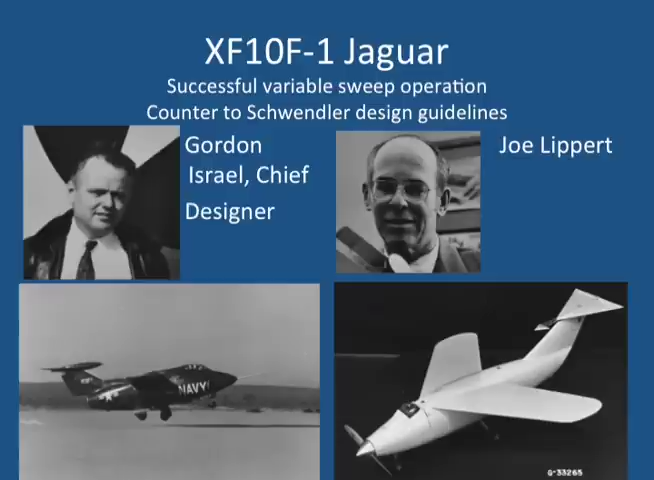 XF10F-1 Jaguar
Successful variable sweep operation
Counter to Schwendler design guidelines
Gordon
Israel, Chief
Designer
Joe Lippert
NAVY
G-33265